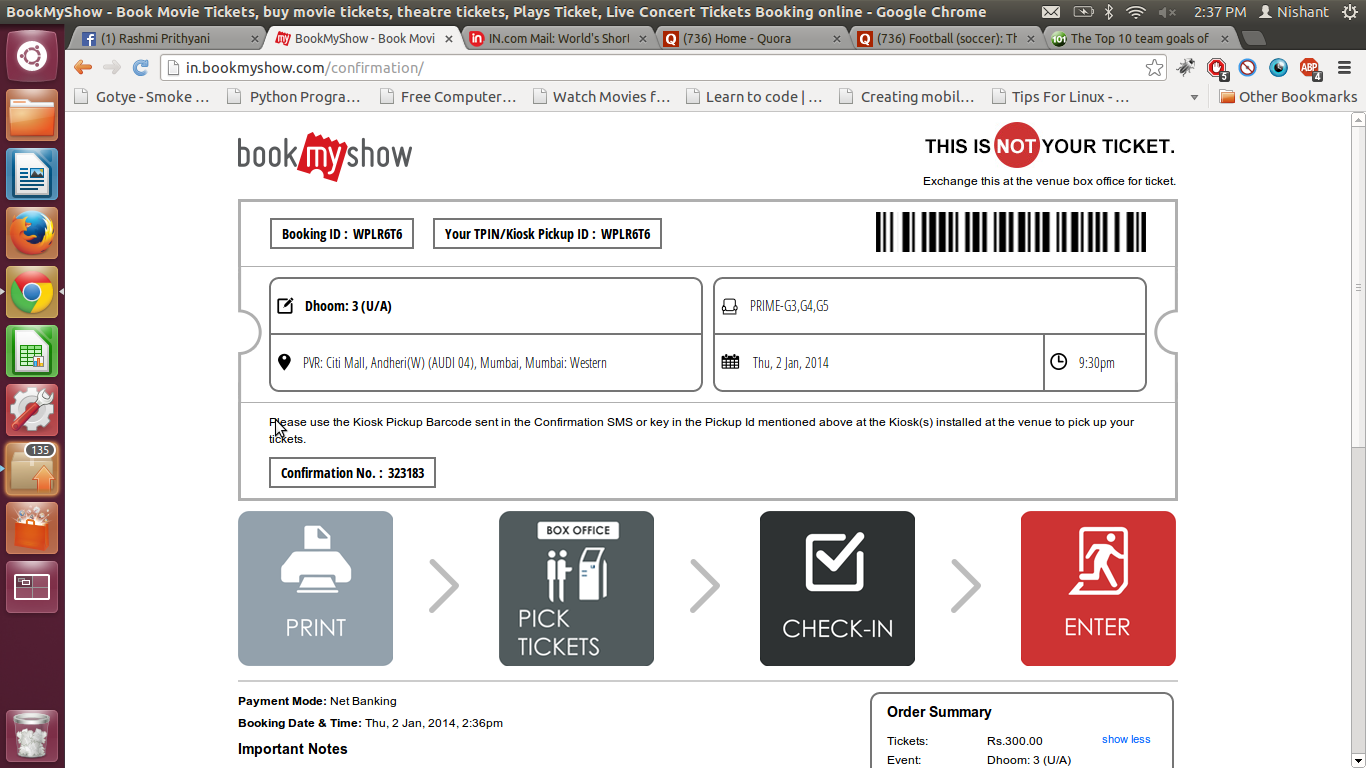 BookMyShow - Book Movie Tickets, buy movie tickets, theatre tickets, Plays Ticket, Live Concert Tickets Booking online - Google Chrome
2:37 PM Nishant
(1) Rashmi Prithyani
BookMyShow - Book Movi
IN.com Mail: World's Short
(736) Home - Quora
(736) Football (soccer): Th
The Top 10 team goals of
in.bookmyshow.com/confirmation/
5
ABP
4
Gotye - Smoke ...
Python Progra...
Free Computer...
Watch Movies f...
Learn to code | ...
Creating mobil...
Tips For Linux - ...
Other Bookmarks
135
bookmyshow
THIS IS NOT YOUR TICKET.
Exchange this at the venue box office for ticket.
Booking ID : WPLR6T6
Your TPIN/Kiosk Pickup ID : WPLR6T6
Dhoom: 3 (U/A)
PRIME-G3,G4,G5
PVR: Citi Mall, Andheri(W) (AUDI 04), Mumbai, Mumbai: Western
Thu, 2 Jan, 2014
9:30pm
Please use the Kiosk Pickup Barcode sent in the Confirmation SMS or key in the Pickup Id mentioned above at the Kiosk(s) installed at the venue to pick up your
tickets.
Confirmation No. : 323183
PRINT
BOX OFFICE
PICK
TICKETS
CHECK-IN
ENTER
Payment Mode: Net Banking
Booking Date & Time: Thu, 2 Jan, 2014, 2:36pm
Important Notes
Order Summary
Tickets: Rs.300.00 show less
Event: Dhoom: 3 (U/A)